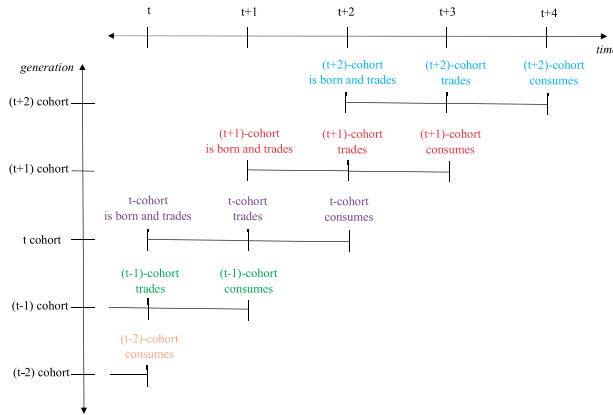 t t+1 t+2 t+3 t+4
time
generation
(t+2)-cohort (t+2)-cohort (t+2)-cohort
is born and trades trades consumes
(t+2) cohort
(t+1)-cohort (t+1)-cohort (t+1)-cohort
is born and trades trades consumes
(t+1) cohort
t-cohort t-cohort t-cohort
is born and trades trades consumes
t cohort
(t-1)-cohort (t-1)-cohort
trades consumes
(t-1) cohort
(t-2)-cohort
consumes
(t-2) cohort